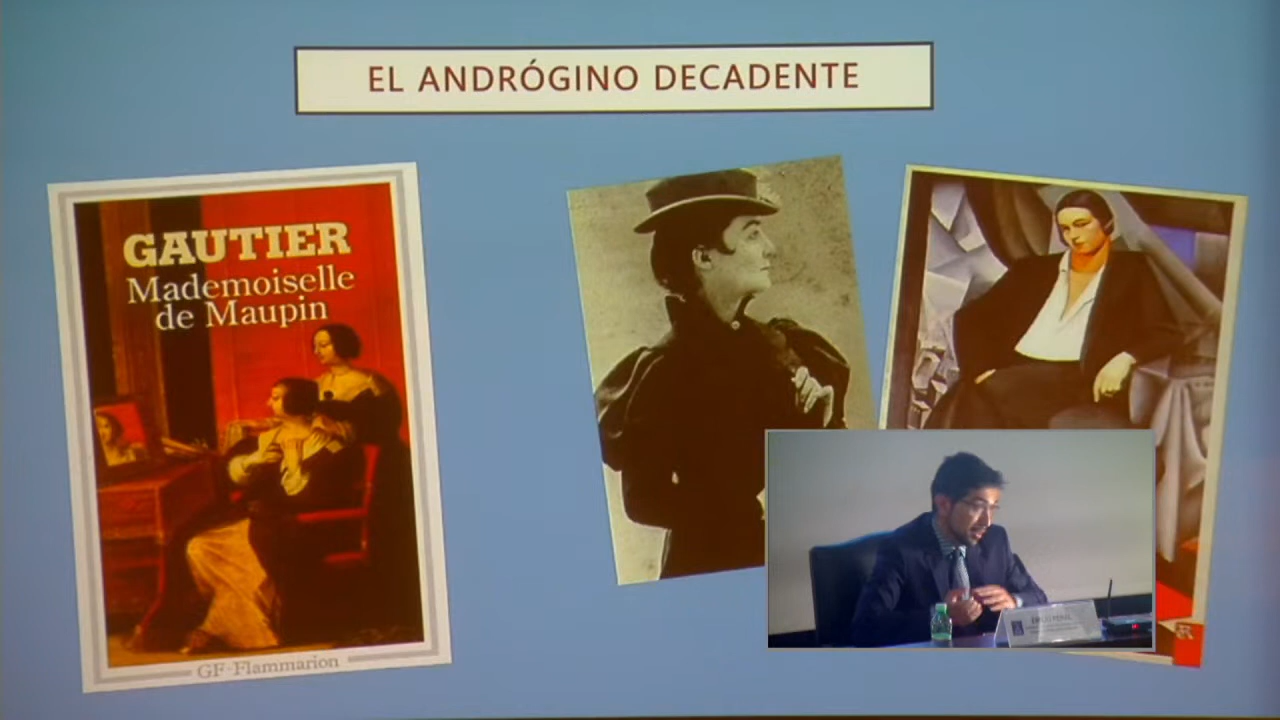 EL ANDRÓGINO DECADENTE
GAUTIER
Mademoiselle
de Maupin
GF-Flammarion